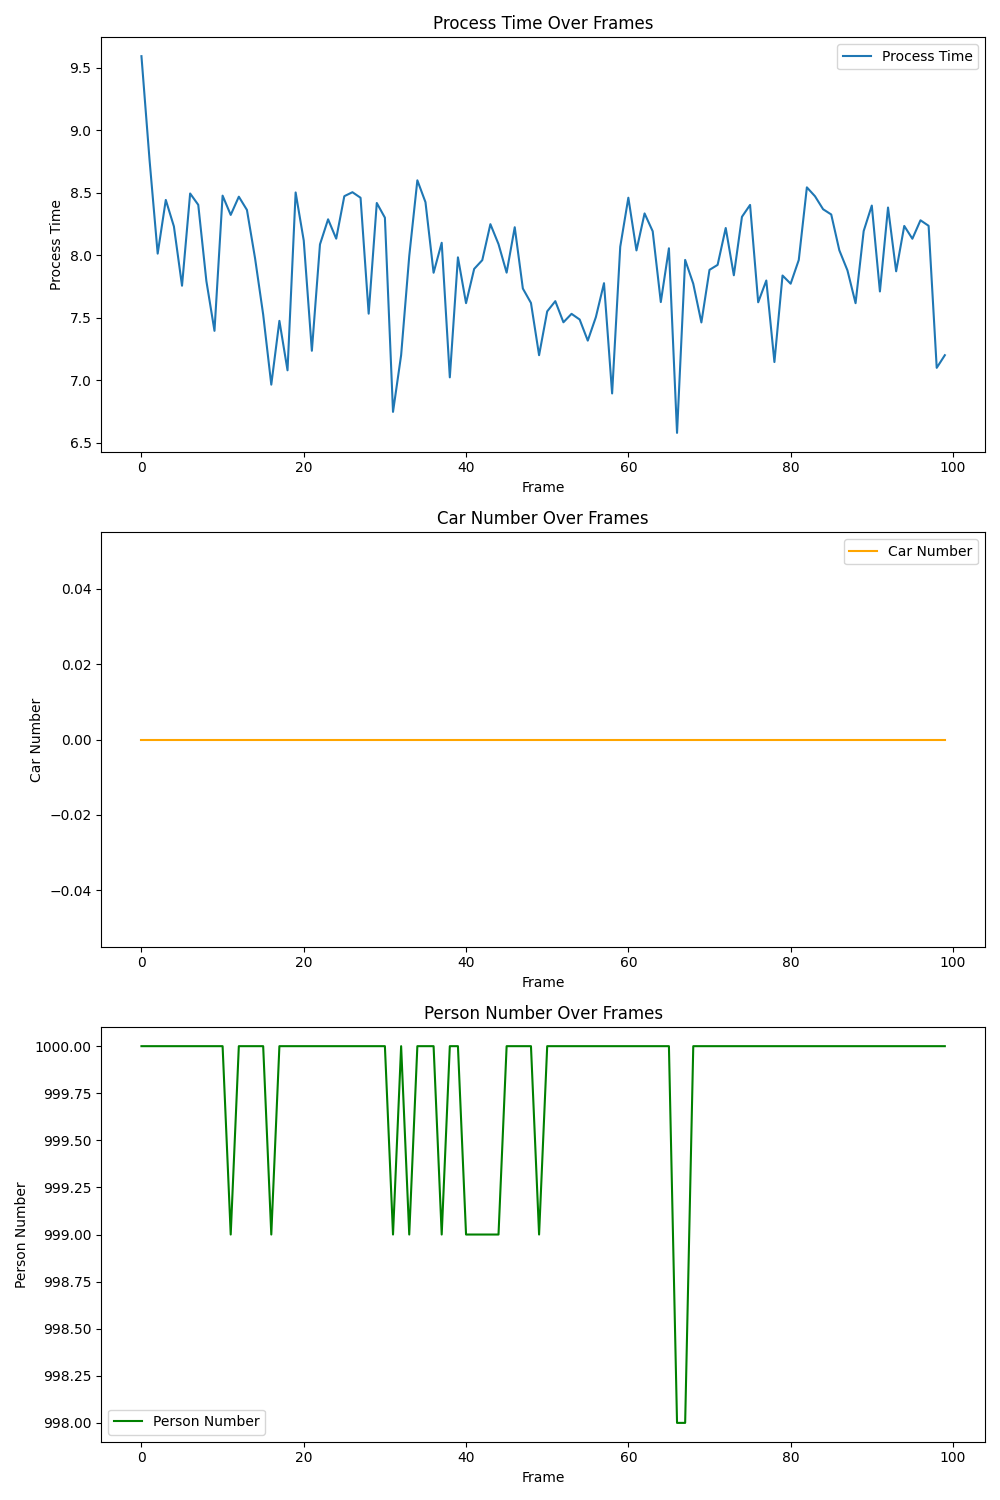 Process Time Over Frames
Process Time
Process Time
9.5
9.0
8.5
8.0
7.5
7.0
6.5
0 20 40 60 80 100
Frame
Car Number Over Frames
Car Number
Car Number
0.04
0.02
0.00
−0.02
−0.04
0 20 40 60 80 100
Frame
Person Number Over Frames
Person Number
1000.00
999.75
999.50
999.25
999.00
998.75
998.50
998.25
998.00
Person Number
0 20 40 60 80 100
Frame